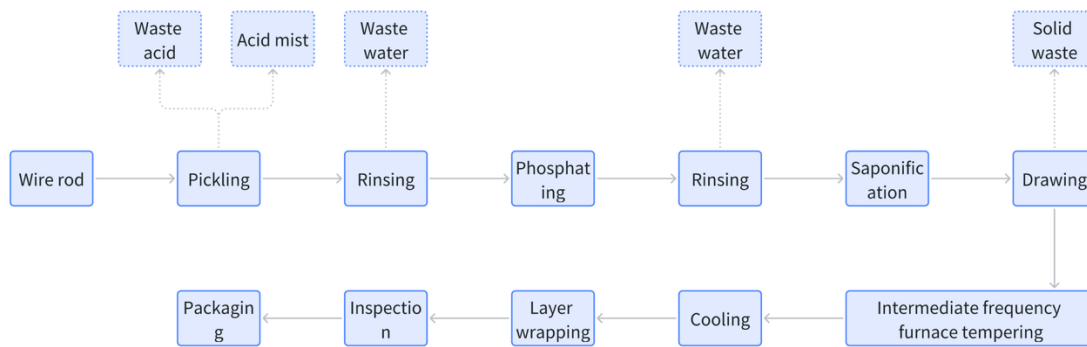 Waste
acid
Acid mist
Waste
water
Waste
water
Solid
waste
Wire rod
Pickling
Rinsing
Phosphat
ing
Rinsing
Saponific
ation
Drawing
Packagin
g
Inspectio
n
Layer
wrapping
Cooling
Intermediate frequency
furnace tempering